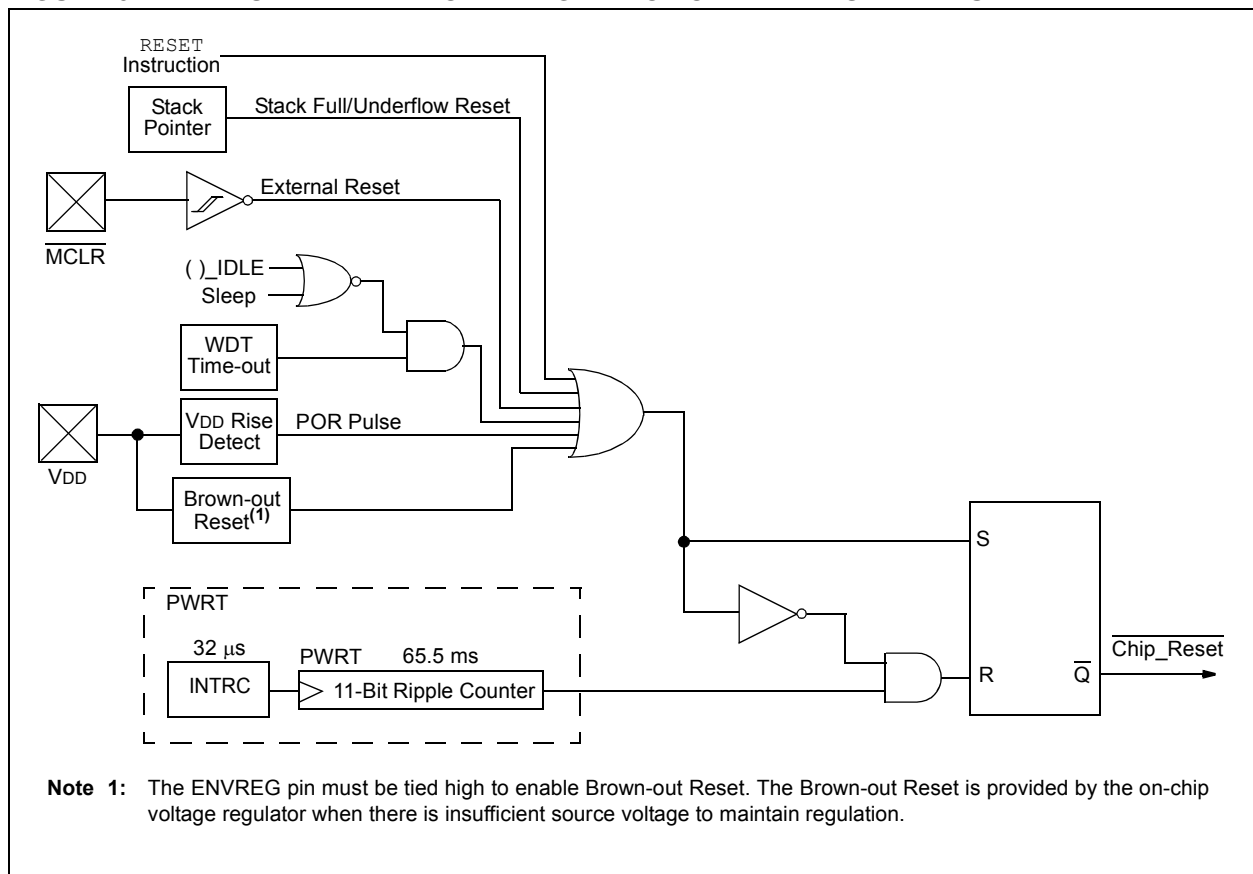 RESET
Instruction
Stack
Pointer
Stack Full/Underflow Reset
External Reset
MCLR
( )_IDLE
Sleep
WDT
Time-out
VDD Rise
Detect
POR Pulse
VDD
Brown-out
Reset(1)
S
PWRT
32 μs
PWRT
65.5 ms
INTRC
11-Bit Ripple Counter
R
Q
Chip_Reset
Note 1: The ENVREG pin must be tied high to enable Brown-out Reset. The Brown-out Reset is provided by the on-chip
voltage regulator when there is insufficient source voltage to maintain regulation.